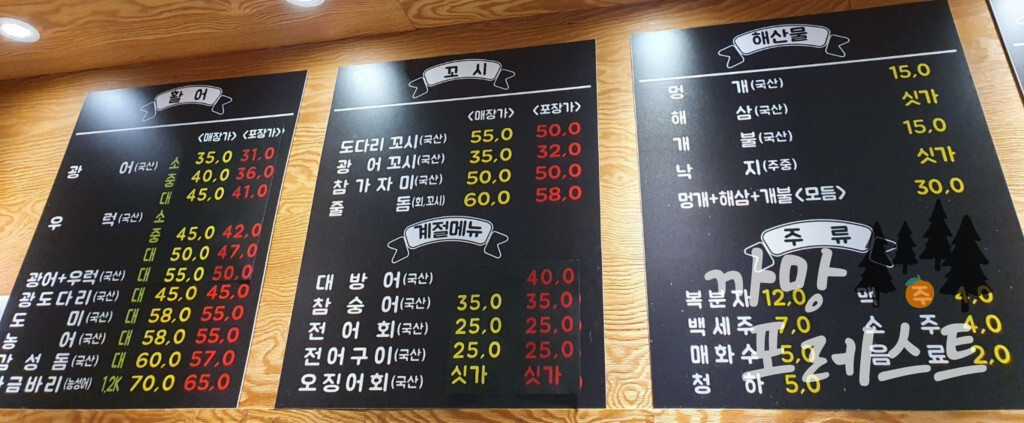 활 어
<매장가> <포장가>
광 어(국산) 소 35,0 31,0
중 40,0 36,0
대 45,0 41,0
우 럭(국산) 소
중 45,0 42,0
대 50,0 47,0
광어+우럭(국산) 대 55,0 50,0
광도다리(국산) 대 45,0 45,0
도 미(국산) 대 58,0 55,0
농 어(국산) 대 58,0 55,0
감성돔(국산) 대 60,0 57,0
금바리(능성어) 1,2K 70,0 65,0
꼬 시
<매장가> <포장가>
도다리 꼬시(국산) 55,0 50,0
광 어 꼬시(국산) 35,0 32,0
참 가 자 미(국산) 50,0 50,0
줄 돔(회,꼬시) 60,0 58,0
계절메뉴
대 방 어(국산) 40,0
참 숭 어(국산) 35,0 35,0
전 어 회(국산) 25,0 25,0
전어구이(국산) 25,0 25,0
오징어회(국산) 싯가 싯가
해산물
멍 개(국산) 15,0
해 삼(국산) 싯가
개 불(국산) 15,0
낙 지(주중) 싯가
멍개+해삼+개불<모듬> 30,0
주 류
복분자 12,0 맥 주 4,0
백세주 7,0 소 주 4,0
매화수 5,0 음 료 2,0
청 하 5,0
까망
포레스트